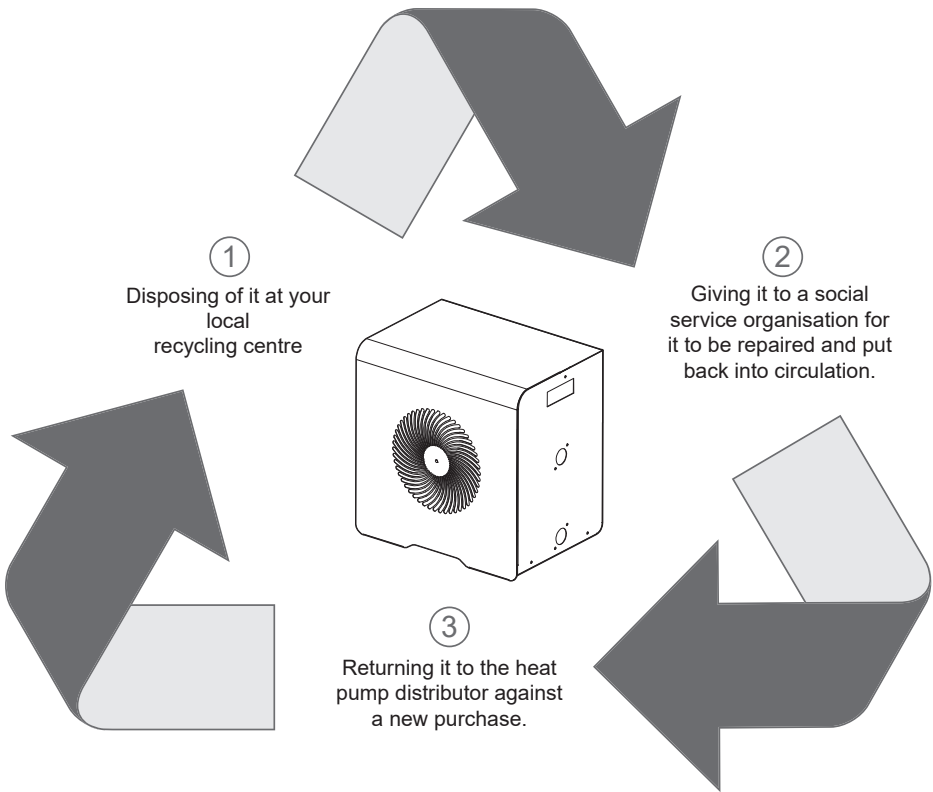 1
Disposing of it at your
local
recycling centre
2
Giving it to a social
service organisation for
it to be repaired and put
back into circulation.
3
Returning it to the heat
pump distributor against
a new purchase.